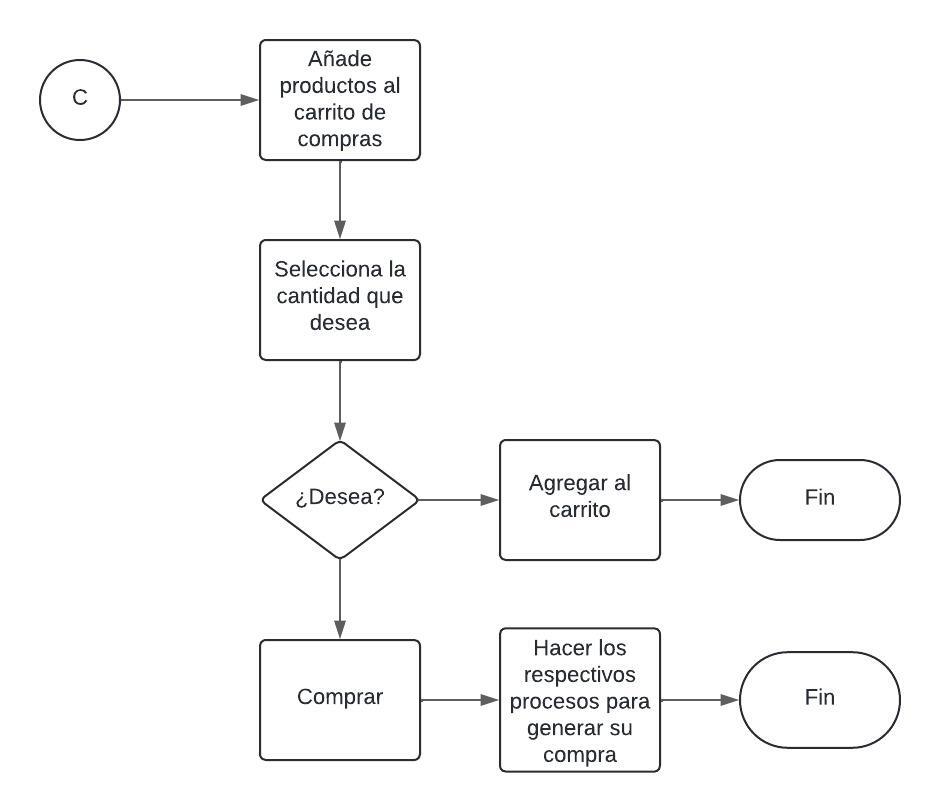 C
Añade
productos al
carrito de
compras
Selecciona la
cantidad que
desea
¿Desea?
Agregar al
carrito
Fin
Comprar
Hacer los
respectivos
procesos para
generar su
compra
Fin